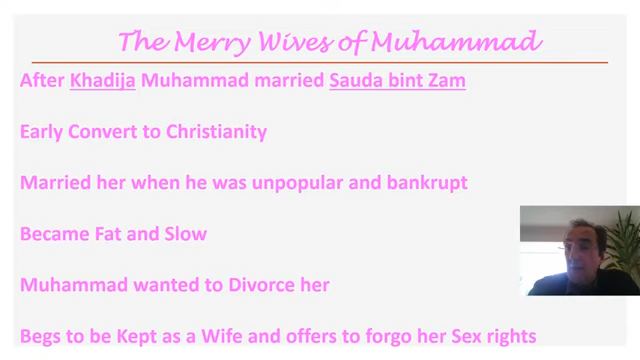 The Merry Wives of Muhammad
After Khadija Muhammad married Sauda bint Zam
Early Convert to Christianity
Married her when he was unpopular and bankrupt
Became Fat and Slow
Muhammad wanted to Divorce her
Begs to be Kept as a Wife and offers to forgo her Sex rights